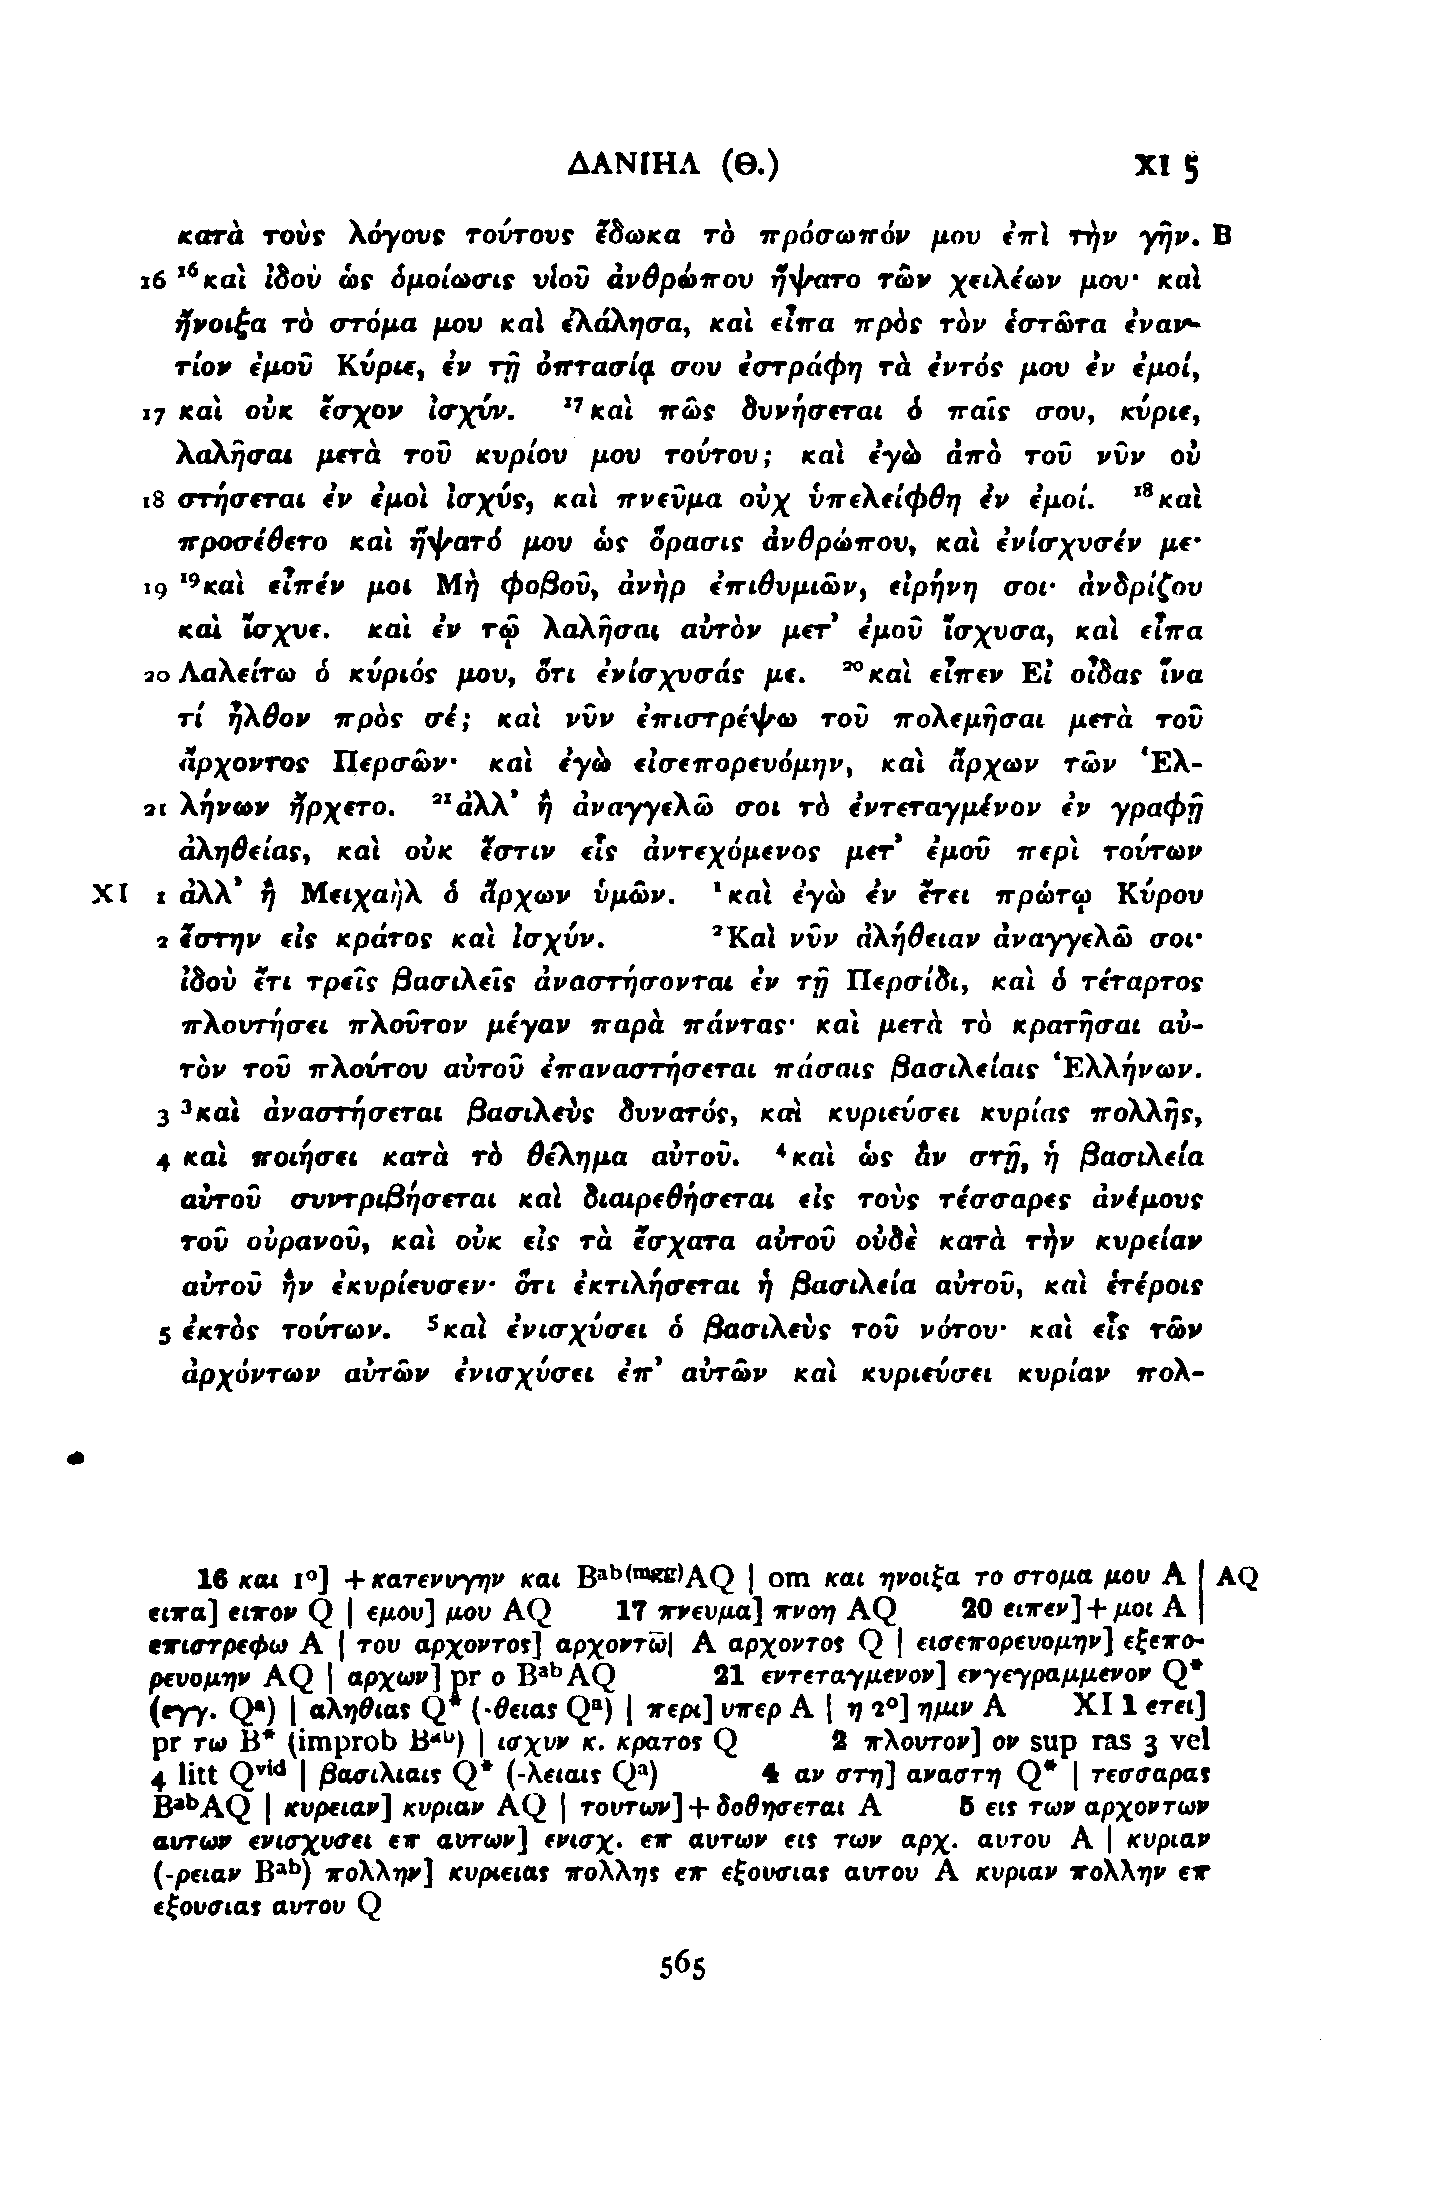 ΔΑΝΙΗΛ (Θ.) XI 5
κατὰ τοὺς λόγους τούτους ἔδωκα τὸ πρόσωπόν μου ἐπὶ τὴν γῆν. B
16 ¹⁶καὶ ἰδοὺ ὡς ὁμοίωσις υἱοῦ ἀνθρώπου ἥψατο τῶν χειλέων μου· καὶ
ἤνοιξα τὸ στόμα μου καὶ ἐλάλησα, καὶ εἶπα πρὸς τὸν ἑστῶτα ἐναν-
τίον ἐμοῦ Κύριε, ἐν τῇ ὀπτασίᾳ σου ἐστράφη τὰ ἐντός μου ἐν ἐμοί,
17 καὶ οὐκ ἔσχον ἰσχύν. ¹⁷καὶ πῶς δυνήσεται ὁ παῖς σου, κύριε,
λαλῆσαι μετὰ τοῦ κυρίου μου τούτου; καὶ ἐγὼ ἀπὸ τοῦ νῦν οὐ
18 στήσεται ἐν ἐμοὶ ἰσχύς, καὶ πνεῦμα οὐχ ὑπελείφθη ἐν ἐμοί. ¹⁸καὶ
προσέθετο καὶ ἥψατό μου ὡς ὅρασις ἀνθρώπου, καὶ ἐνίσχυσέν με·
19 ¹⁹καὶ εἶπέν μοι Μὴ φοβοῦ, ἀνὴρ ἐπιθυμιῶν, εἰρήνη σοι· ἀνδρίζου
καὶ ἴσχυε. καὶ ἐν τῷ λαλῆσαι αὐτὸν μετ’ ἐμοῦ ἴσχυσα, καὶ εἶπα
20 Λαλείτω ὁ κύριός μου, ὅτι ἐνίσχυσάς με. ²⁰καὶ εἶπεν Εἰ οἶδας ἵνα
τί ἦλθον πρὸς σέ; καὶ νῦν ἐπιστρέψω τοῦ πολεμῆσαι μετὰ τοῦ
ἄρχοντος Περσῶν· καὶ ἐγὼ εἰσεπορευόμην, καὶ ἄρχων τῶν Ἑλ-
21 λήνων ἤρχετο. ²¹ἀλλ’ ἢ ἀναγγελῶ σοι τὸ ἐντεταγμένον ἐν γραφῇ
ἀληθείας, καὶ οὐκ ἔστιν εἷς ἀντεχόμενος μετ’ ἐμοῦ περὶ τούτων
XI 1 ἀλλ’ ἢ Μειχαὴλ ὁ ἄρχων ὑμῶν. ¹καὶ ἐγὼ ἐν ἔτει πρώτῳ Κύρου
2 ἔστην εἰς κράτος καὶ ἰσχύν. ²Καὶ νῦν ἀλήθειαν ἀναγγελῶ σοι·
ἰδοὺ ἔτι τρεῖς βασιλεῖς ἀναστήσονται ἐν τῇ Περσίδι, καὶ ὁ τέταρτος
πλουτήσει πλοῦτον μέγαν παρὰ πάντας· καὶ μετὰ τὸ κρατῆσαι αὐ-
τὸν τοῦ πλούτου αὐτοῦ ἐπαναστήσεται πάσαις βασιλείαις Ἑλλήνων.
3 ³καὶ ἀναστήσεται βασιλεὺς δυνατός, καὶ κυριεύσει κυρίας πολλῆς,
4 καὶ ποιήσει κατὰ τὸ θέλημα αὐτοῦ. ⁴καὶ ὡς ἂν στῇ, ἡ βασιλεία
αὐτοῦ συντριβήσεται καὶ διαιρεθήσεται εἰς τοὺς τέσσαρες ἀνέμους
τοῦ οὐρανοῦ, καὶ οὐκ εἰς τὰ ἔσχατα αὐτοῦ οὐδὲ κατὰ τὴν κυρείαν
αὐτοῦ ἣν ἐκυρίευσεν· ὅτι ἐκτιλήσεται ἡ βασιλεία αὐτοῦ, καὶ ἑτέροις
5 ἐκτὸς τούτων. ⁵καὶ ἐνισχύσει ὁ βασιλεὺς τοῦ νότου· καὶ εἷς τῶν
ἀρχόντων αὐτῶν ἐνισχύσει ἐπ’ αὐτῶν καὶ κυριεύσει κυρίαν πολ-
16 και 1°] + κατενυγην και Bᵃᵇ⁽ᵐᵍᵍ⁾AQ | om και ηνοιξα το στομα μου A | AQ
ειπα] ειπον Q | εμου] μου AQ 17 πνευμα] πνοη AQ 20 ειπεν] + μοι A |
επιστρεφω A | του αρχοντος] αρχοντω̅| A αρχοντος Q | εισεπορευομην] εξεπο-
ρευομην AQ | αρχων] pr ο BᵃᵇAQ 21 εντεταγμενον] ενγεγραμμενον Q*
(εγγ. Qᵃ) | αληθιας Q* (-θειας Qᵃ) | περι] υπερ A | η 2°] ημιν A XI 1 ετει]
pr τω B* (improb Bᵃᵇ) | ισχυν κ. κρατος Q 2 πλουτον] ον sup ras 3 vel
4 litt Qᵛⁱᵈ | βασιλιαις Q* (-λειαις Qᵃ) 4 αν στη] αναστη Q* | τεσσαρας
BᵃᵇAQ | κυρειαν] κυριαν AQ | τουτων] + δοθησεται A 5 εις των αρχοντων
αυτων ενισχυσει επ αυτων] ενισχ. επ αυτων εις των αρχ. αυτου A | κυριαν
(-ρειαν Bᵃᵇ) πολλην] κυριειας πολλης επ εξουσιας αυτου A κυριαν πολλην επ
εξουσιας αυτου Q
565